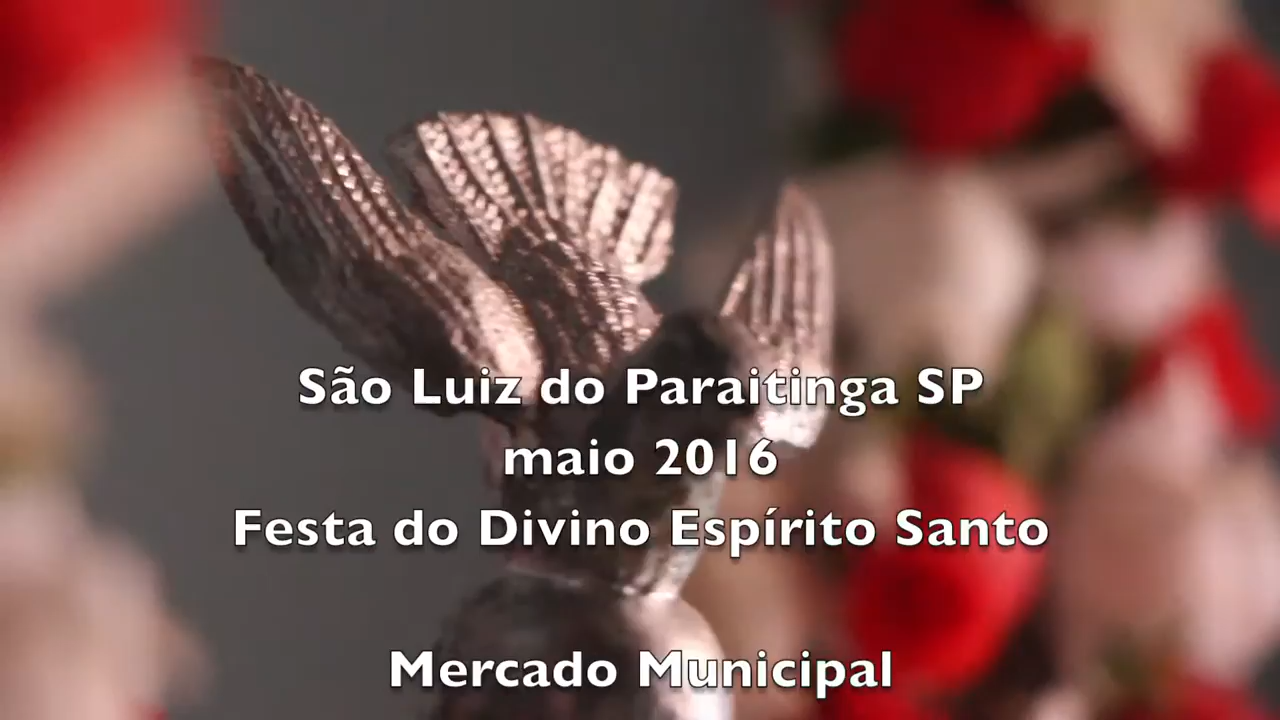 São Luiz do Paraitinga SP
maio 2016
Festa do Divino Espírito Santo
Mercado Municipal